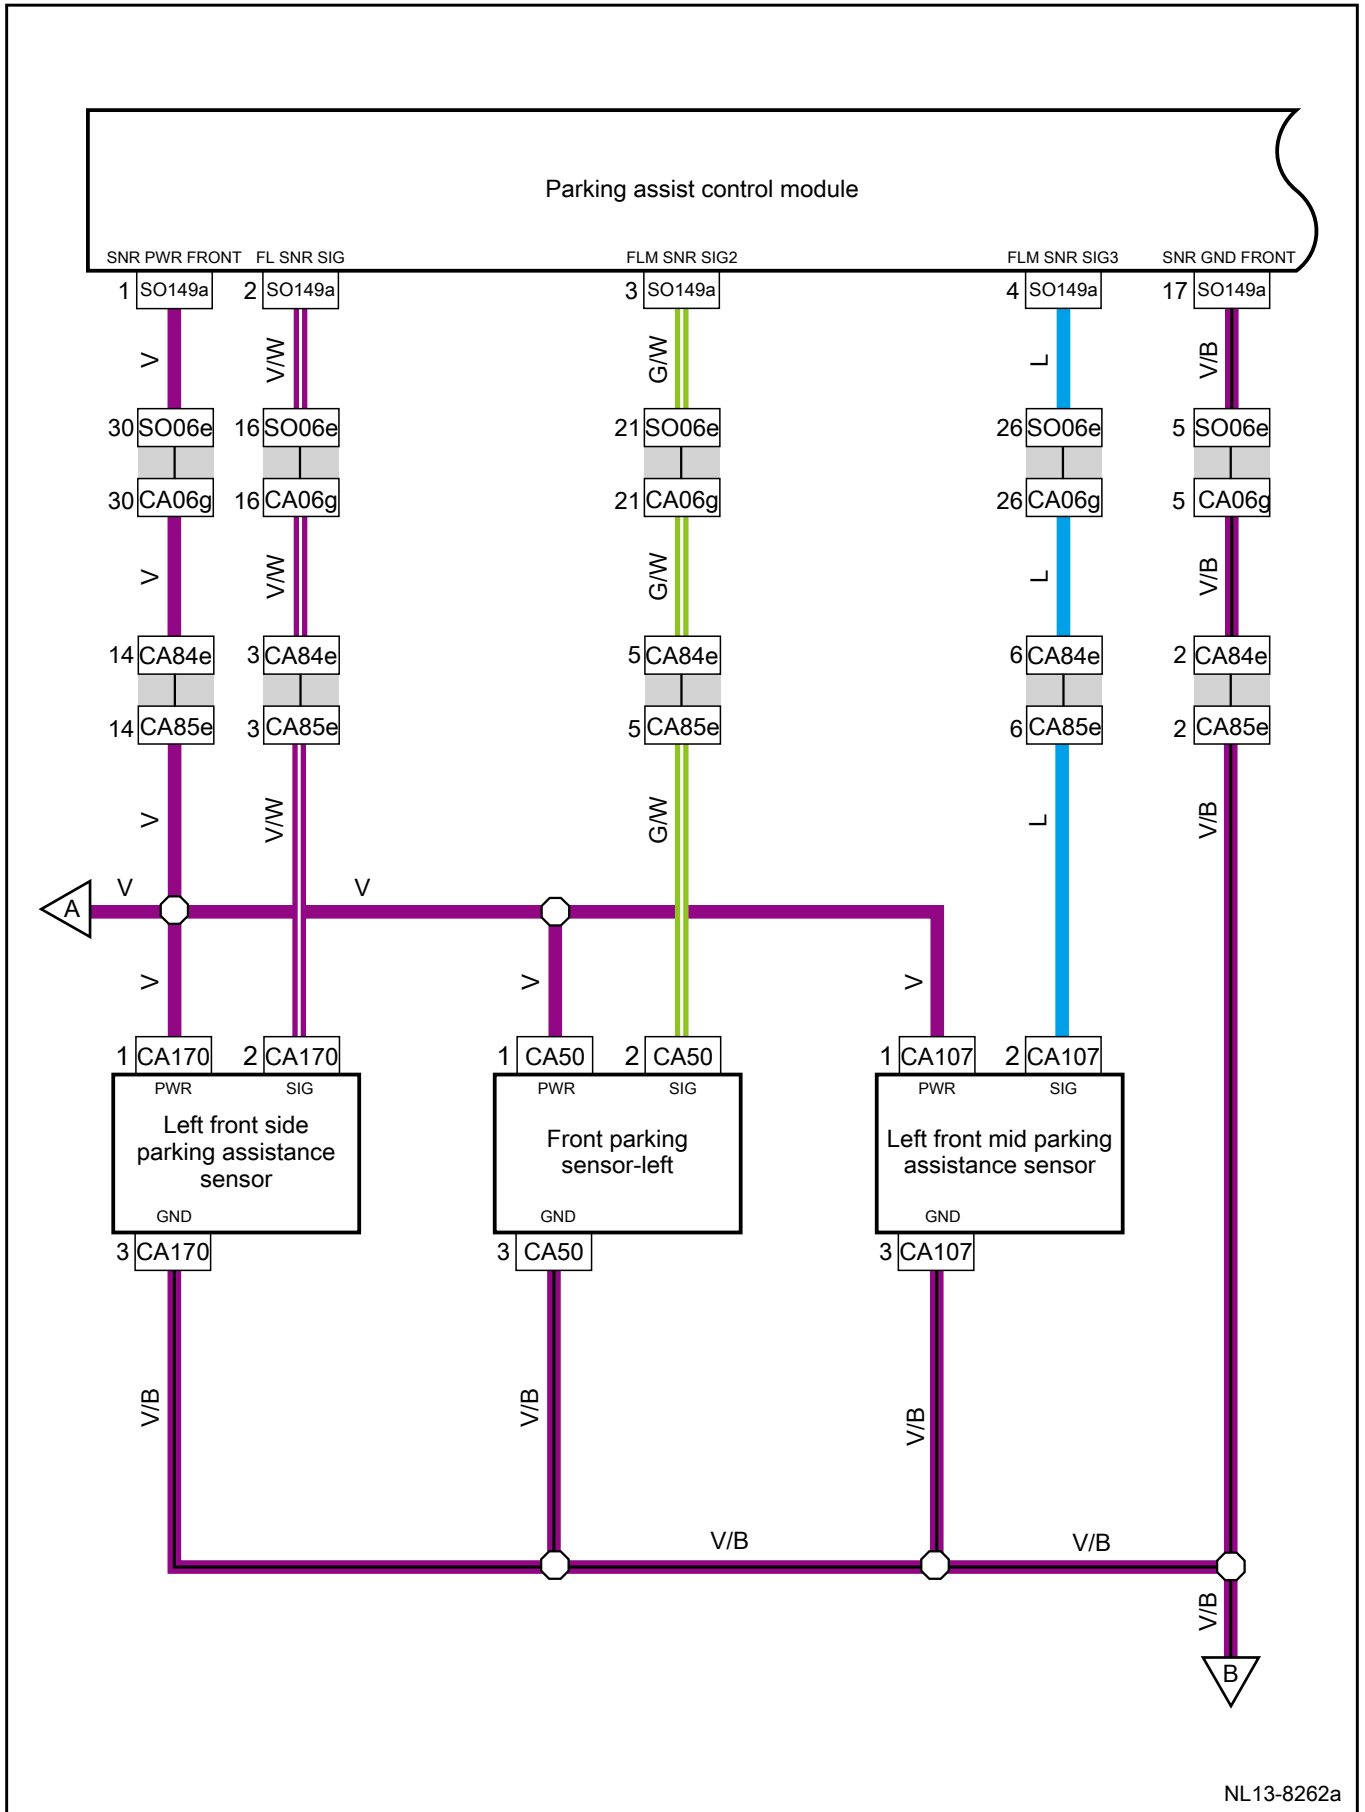 Parking assist control module
SNR PWR FRONT FL SNR SIG FLM SNR SIG2 FLM SNR SIG3 SNR GND FRONT
1 SO149a 2 SO149a 3 SO149a 4 SO149a 17 SO149a
V V/W G/W L V/B
30 SO06e 16 SO06e 21 SO06e 26 SO06e 5 SO06e
30 CA06g 16 CA06g 21 CA06g 26 CA06g 5 CA06g
V V/W G/W L V/B
14 CA84e 3 CA84e 5 CA84e 6 CA84e 2 CA84e
14 CA85e 3 CA85e 5 CA85e 6 CA85e 2 CA85e
V V/W G/W L V/B
A V V
V V V
1 CA170 2 CA170 1 CA50 2 CA50 1 CA107 2 CA107
PWR SIG PWR SIG PWR SIG
Left front side
parking assistance
sensor
Front parking
sensor-left
Left front mid parking
assistance sensor
GND GND GND
3 CA170 3 CA50 3 CA107
V/B V/B V/B
V/B V/B
V/B
B
NL13-8262a